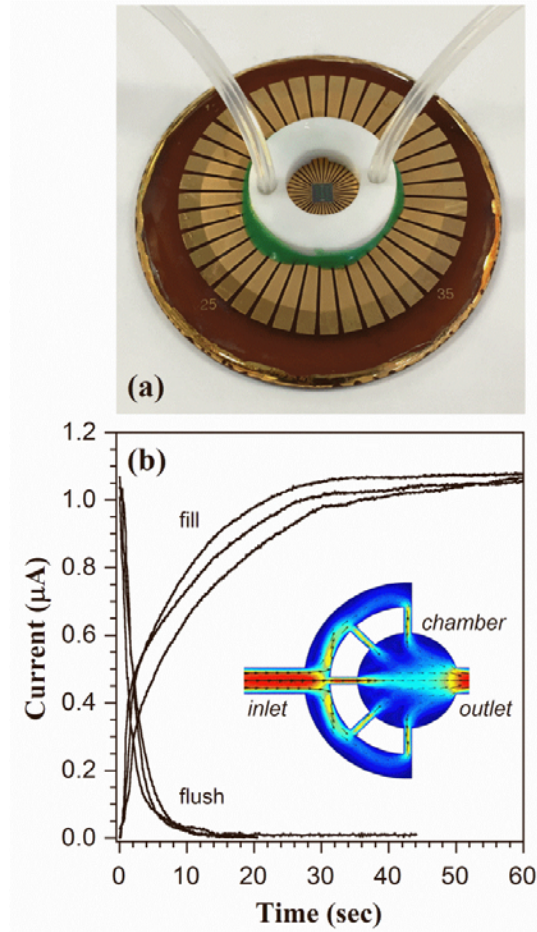 25
35
(a)
1.2
(b)
1.0
fill
0.8
0.6
chamber
0.4
inlet
outlet
0.2
flush
0.0
0
10
20
30
40
50
60
Current (μA)
Time (sec)